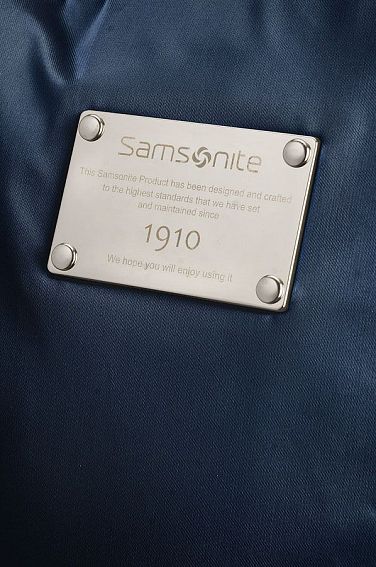 Samsonite
This Samsonite Product has been designed and crafted
to the highest standards that we have set
and maintained since
1910
We hope you will enjoy using it